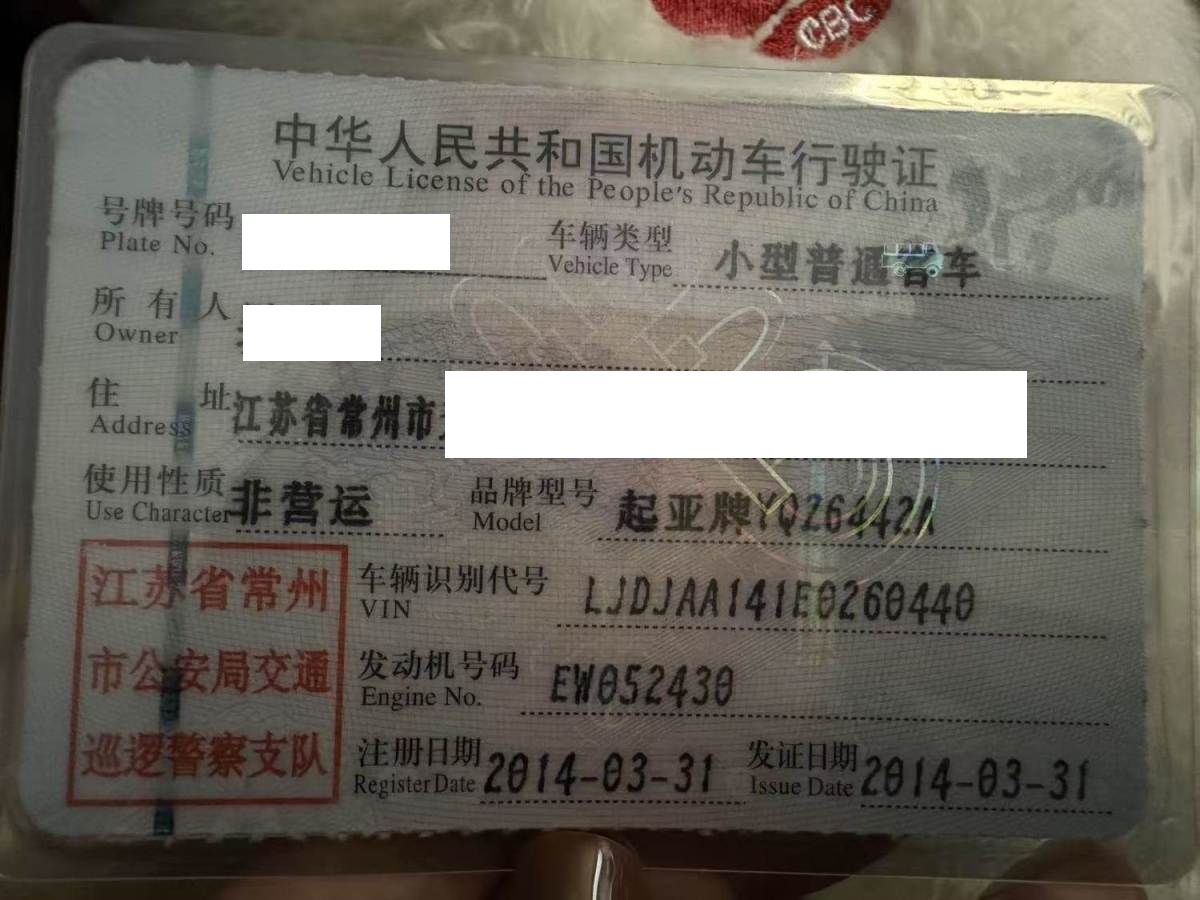 CBC
中华人民共和国机动车行驶证
Vehicle License of the People's Republic of China
号牌号码 车辆类型 小型普通客车
Plate No. Vehicle Type
所有人
Owner
住址 江苏省常州市
Address
使用性质 非营运 品牌型号 起亚牌YQZ6442A
Use Character Model
江苏省常州
市公安局交通
巡逻警察支队
车辆识别代号 LJDJAA141E0260440
VIN
发动机号码 EW052430
Engine No.
注册日期 2014-03-31 发证日期 2014-03-31
Register Date Issue Date